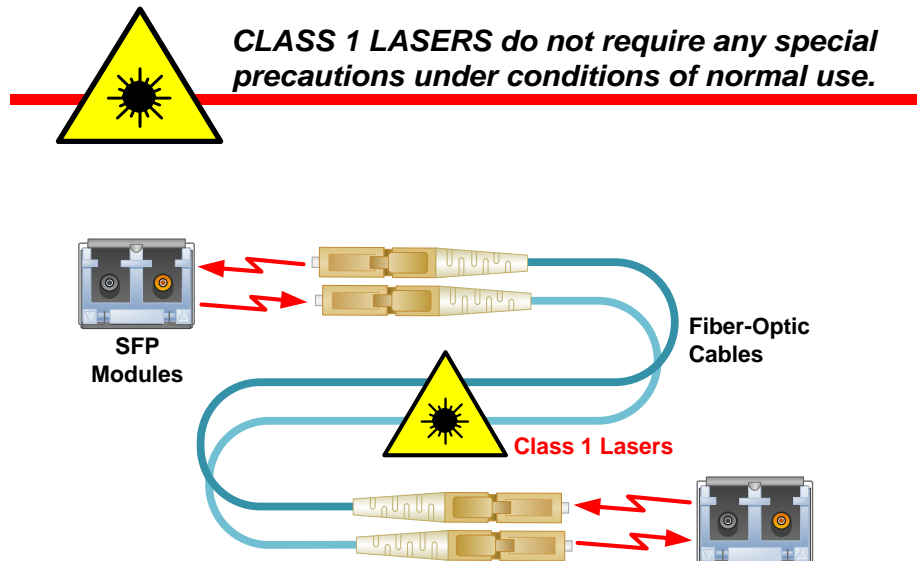 CLASS 1 LASERS do not require any special
precautions under conditions of normal use.
SFP
Modules
Fiber-Optic
Cables
Class 1 Lasers